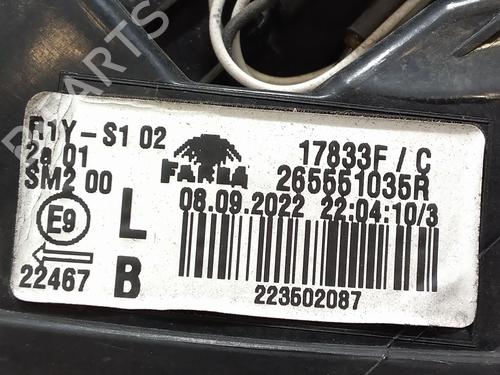 R1Y-S1 02
2a 01
SM2 00
E9
22467
L
B
FARBA
17833F / C
265551035R
08.09.2022 22:04:10/3
223502087
B-PARTS